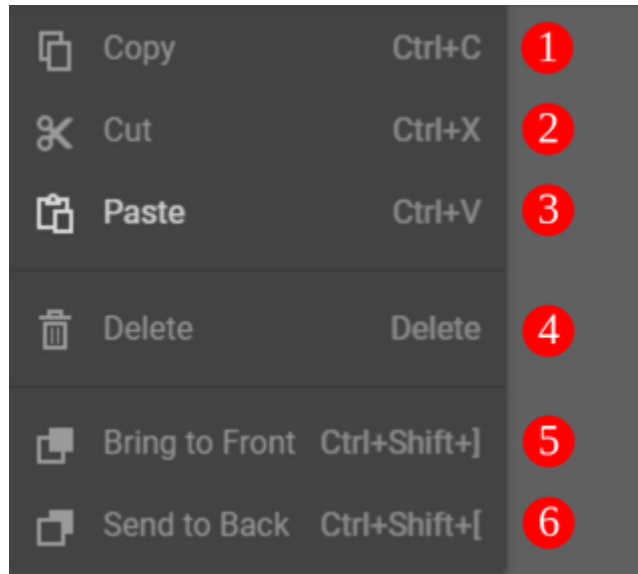 Copy Ctrl+C 1
Cut Ctrl+X 2
Paste Ctrl+V 3
Delete Delete 4
Bring to Front Ctrl+Shift+] 5
Send to Back Ctrl+Shift+[ 6